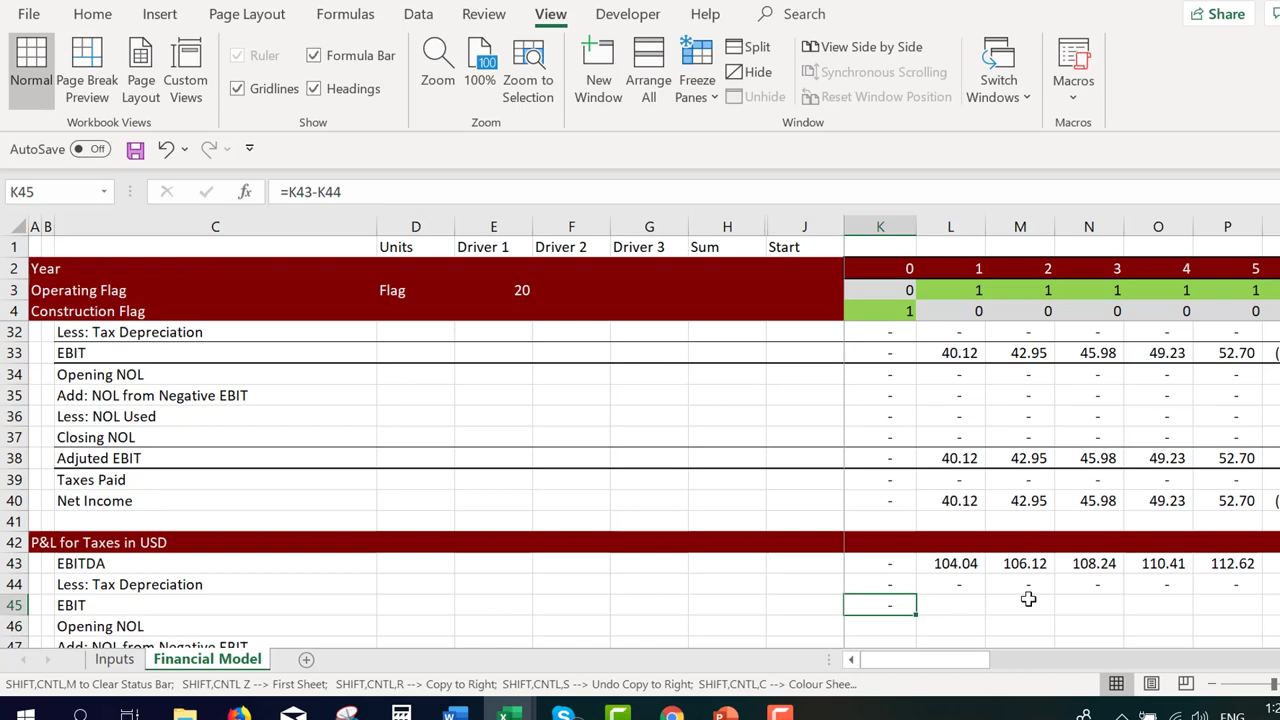 File Home Insert Page Layout Formulas Data Review View Developer Help Search Share
Normal Page Break Preview Page Layout Custom Views Workbook Views
Ruler Formula Bar Gridlines Headings Show
Zoom 100% Zoom to Selection Zoom
New Window Arrange All Freeze Panes Split Hide Unhide View Side by Side Synchronous Scrolling Reset Window Position Switch Windows Window
Macros Macros
AutoSave Off
K45 fx =K43-K44
A B C D E F G H J K L M N O P
1 Units Driver 1 Driver 2 Driver 3 Sum Start
2 Year 0 1 2 3 4 5
3 Operating Flag Flag 20 0 1 1 1 1 1
4 Construction Flag 1 0 0 0 0 0
32 Less: Tax Depreciation - - - - - -
33 EBIT - 40.12 42.95 45.98 49.23 52.70 (
34 Opening NOL - - - - - -
35 Add: NOL from Negative EBIT - - - - - -
36 Less: NOL Used - - - - - -
37 Closing NOL - - - - - -
38 Adjuted EBIT - 40.12 42.95 45.98 49.23 52.70
39 Taxes Paid - - - - - -
40 Net Income - 40.12 42.95 45.98 49.23 52.70 (
41
42 P&L for Taxes in USD
43 EBITDA - 104.04 106.12 108.24 110.41 112.62
44 Less: Tax Depreciation - - - - - -
45 EBIT -
46 Opening NOL
47 Add: NOL from Negative EBIT
Inputs Financial Model
SHIFT,CNTL,M to Clear Status Bar; SHIFT,CNTL Z --> First Sheet; SHIFT,CNTL,R --> Copy to Right; SHIFT,CNTL,S --> Undo Copy to Right; SHIFT,CNTL,C --> Colour Shee...
ENG